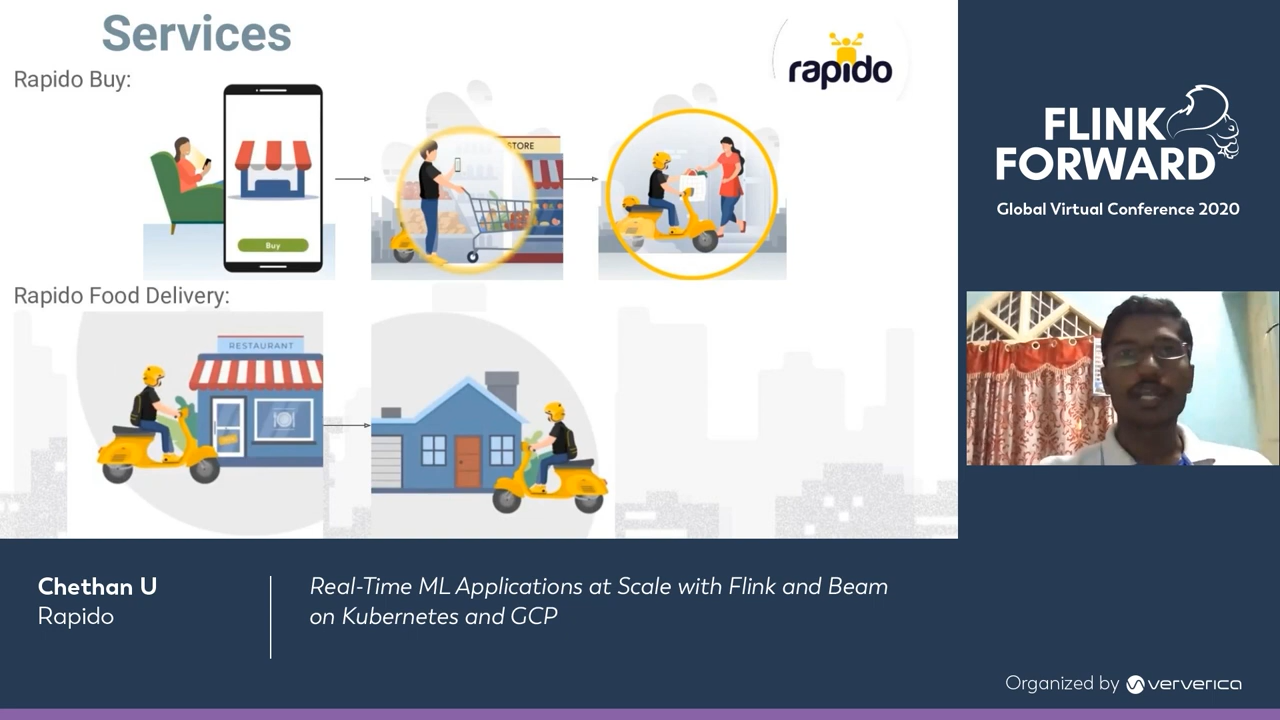 Services
rapido
Rapido Buy:
STORE
Buy
Rapido Food Delivery:
RESTAURANT
FLINK
FORWARD
Global Virtual Conference 2020
Chethan U
Rapido
Real-Time ML Applications at Scale with Flink and Beam
on Kubernetes and GCP
Organized by ververica